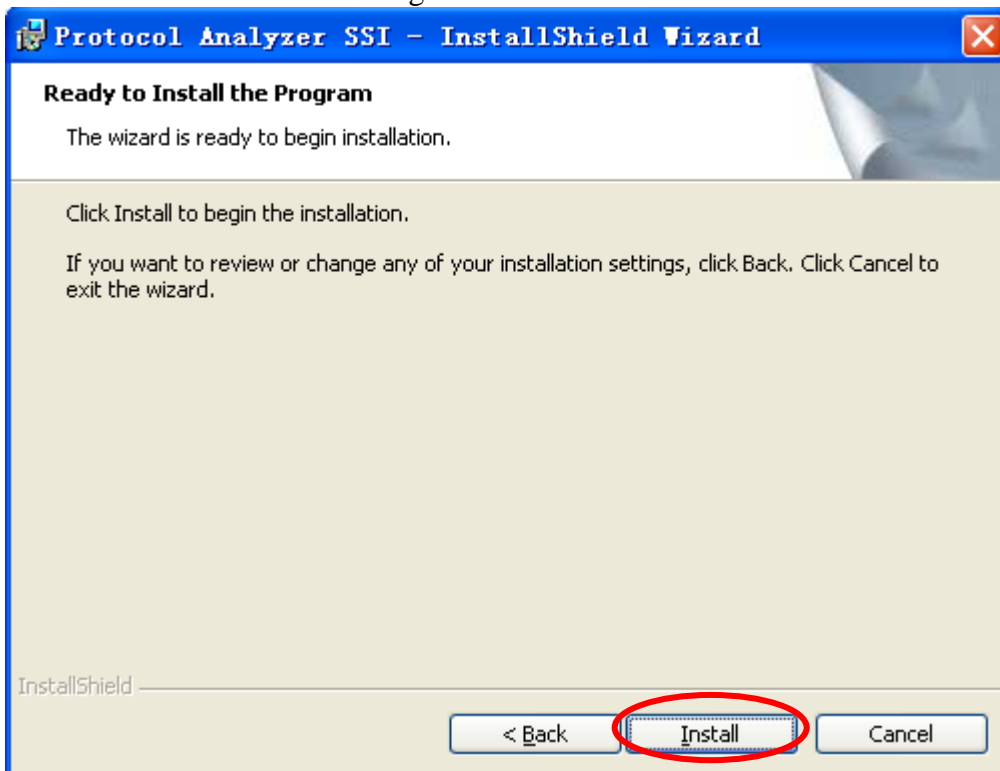 Protocol Analyzer SSI - InstallShield Wizard
Ready to Install the Program
The wizard is ready to begin installation.
Click Install to begin the installation.
If you want to review or change any of your installation settings, click Back. Click Cancel to
exit the wizard.
InstallShield
< Back Install Cancel